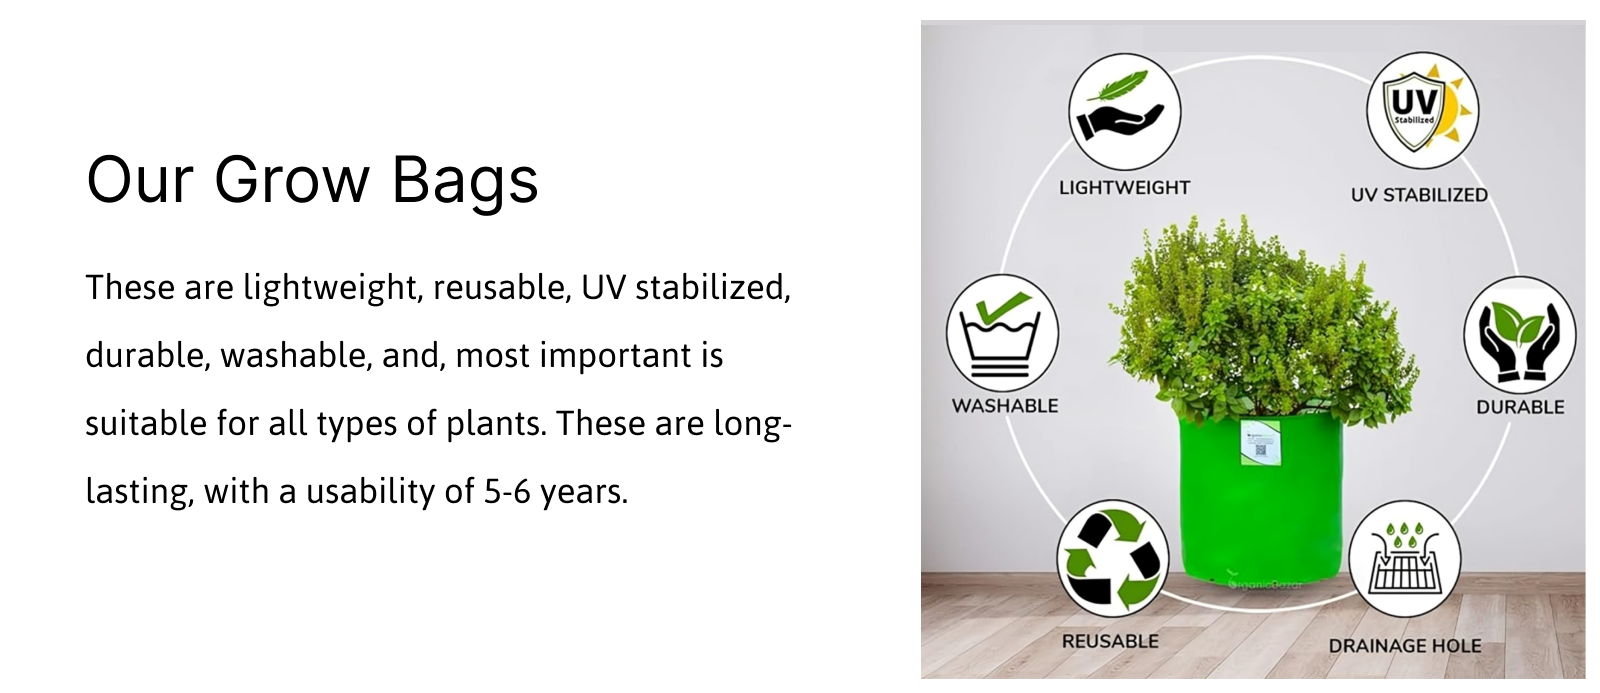 Our Grow Bags
These are lightweight, reusable, UV stabilized,
durable, washable, and, most important is
suitable for all types of plants. These are long-
lasting, with a usability of 5-6 years.
UV
Stabilized
LIGHTWEIGHT
UV STABILIZED
WASHABLE
DURABLE
OrganicBazar
REUSABLE
DRAINAGE HOLE